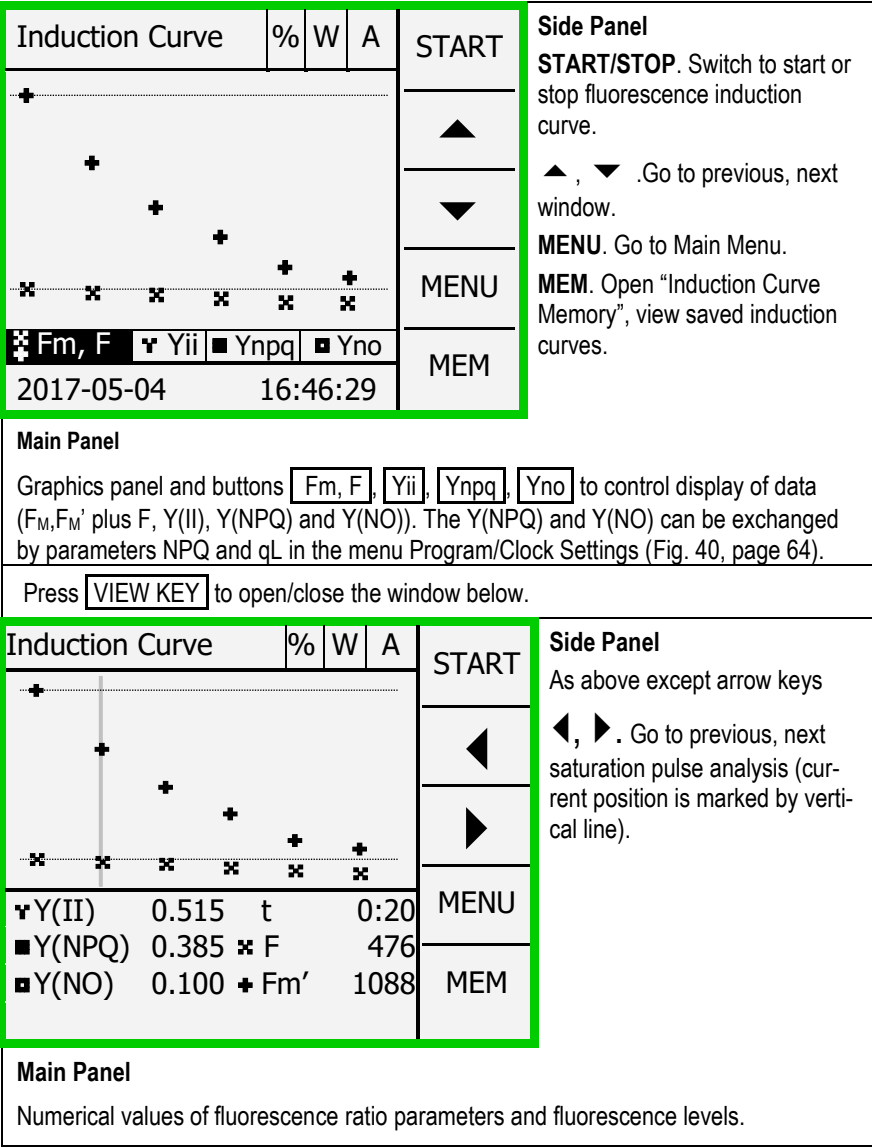 Induction Curve % W A START
▲
▼
MENU
MEM
Fm, F Yii Ynpq Yno
2017-05-04 16:46:29
Side Panel
START/STOP. Switch to start or
stop fluorescence induction
curve.
▲ , ▼ .Go to previous, next
window.
MENU. Go to Main Menu.
MEM. Open “Induction Curve
Memory”, view saved induction
curves.
Main Panel
Graphics panel and buttons Fm, F, Yii, Ynpq, Yno to control display of data
(FM,FM’ plus F, Y(II), Y(NPQ) and Y(NO)). The Y(NPQ) and Y(NO) can be exchanged
by parameters NPQ and qL in the menu Program/Clock Settings (Fig. 40, page 64).
Press VIEW KEY to open/close the window below.
Induction Curve % W A START
◀
▶
MENU
MEM
Y(II) 0.515 t 0:20
Y(NPQ) 0.385 F 476
Y(NO) 0.100 Fm′ 1088
Side Panel
As above except arrow keys
◀, ▶. Go to previous, next
saturation pulse analysis (cur-
rent position is marked by verti-
cal line).
Main Panel
Numerical values of fluorescence ratio parameters and fluorescence levels.